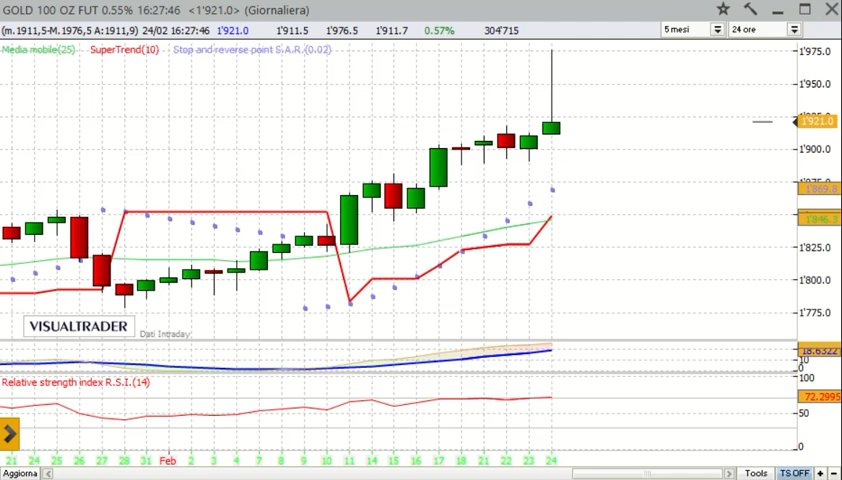 GOLD 100 OZ FUT 0.55% 16:27:46 <1'921.0> (Giornaliera)
(m.1911,5-M.1976,5 A:1911,9) 24/02 16:27:46 1'921.0 1'911.5 1'976.5 1'911.7 0.57% 304'715 5 mesi 24 ore
Media mobile(25) SuperTrend(10) Stop and reverse point S.A.R.(0.02)
1'975.0
1'950.0
1'921.0
1'900.0
1'869.8
1'846.3
1'825.0
1'800.0
1'775.0
VISUALTRADER
Dati Intraday
18.6322
10
0
Relative strength index R.S.I.(14)
100
72.2995
50
0
21 24 25 26 27 28 31 Feb 2 3 4 7 8 9 10 11 14 15 16 17 18 21 22 23 24
Aggiorna Tools TS OFF